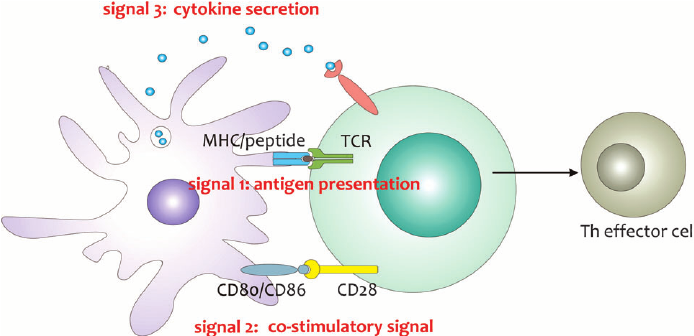 signal 3: cytokine secretion
MHC/peptide
TCR
signal 1: antigen presentation
Th effector cel
CD80/CD86
CD28
signal 2: co-stimulatory signal